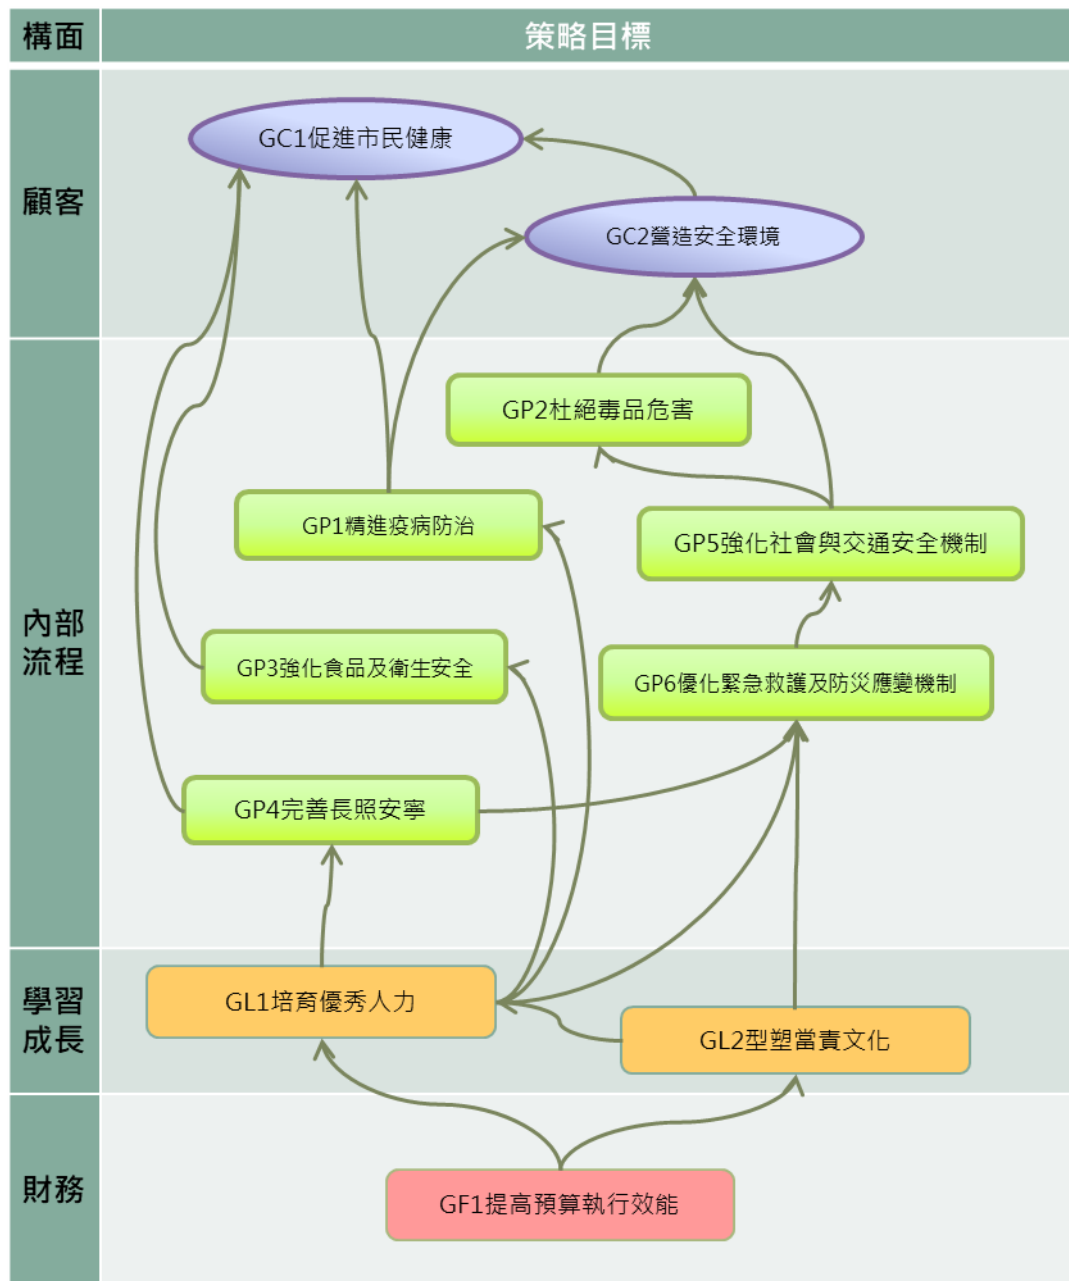 構面
策略目標
顧客
GC1促進市民健康
GC2營造安全環境
內部
流程
GP2杜絕毒品危害
GP1精進疫病防治
GP5強化社會與交通安全機制
GP3強化食品及衛生安全
GP6優化緊急救護及防災應變機制
GP4完善長照安寧
學習
成長
GL1培育優秀人力
GL2型塑當責文化
財務
GF1提高預算執行效能